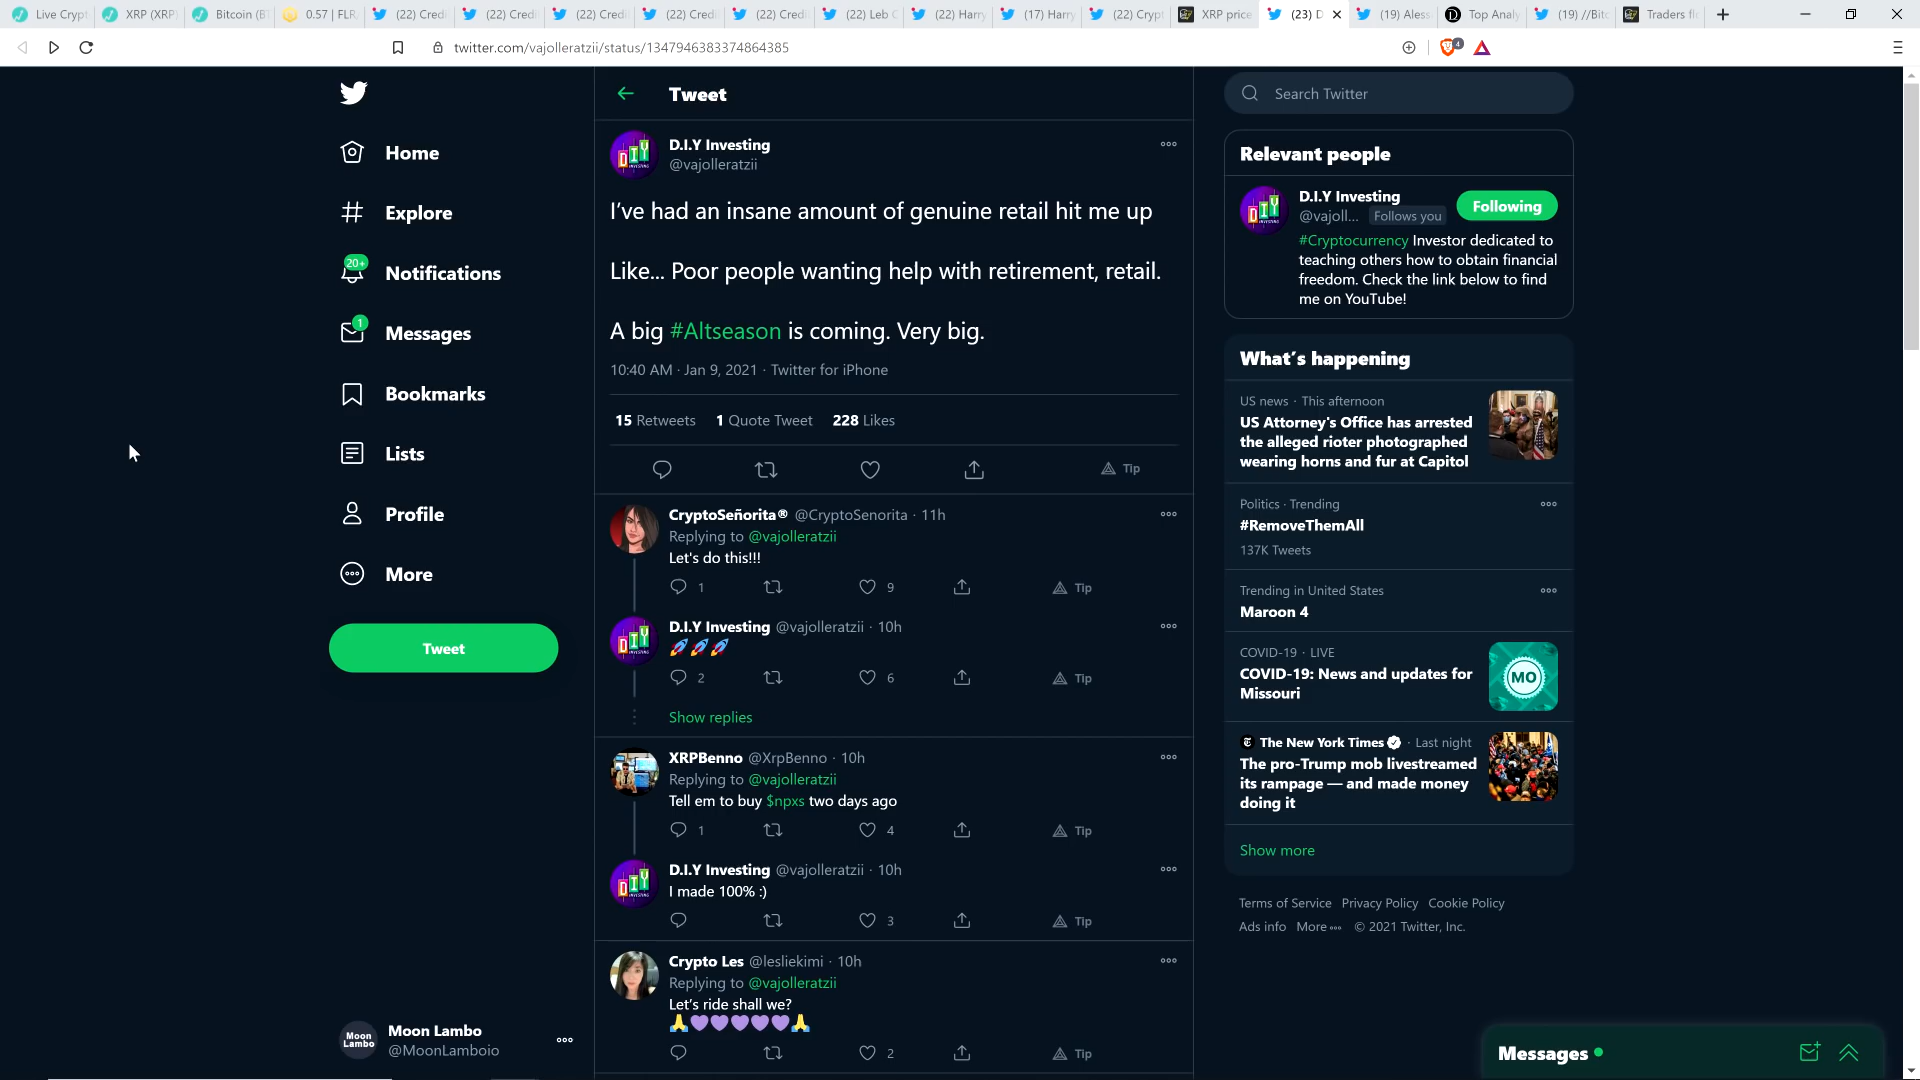 Live Crypt
XRP (XRP)
Bitcoin (BT
0.57 | FLR
(22) Credi
(22) Credi
(22) Credi
(22) Credi
(22) Credi
(22) Leb C
(22) Harry
(17) Harry
(22) Crypt
XRP price
(23) D
(19) Aless
Top Analy
(19) //Bitc
Traders fl
twitter.com/vajolleratzii/status/1347946383374864385
4
Home
Explore
20+
Notifications
1
Messages
Bookmarks
Lists
Profile
More
Tweet
Moon Lambo
Moon Lambo
@MoonLamboio
Tweet
D.I.Y Investing
@vajolleratzii
I've had an insane amount of genuine retail hit me up
Like... Poor people wanting help with retirement, retail.
A big #Altseason is coming. Very big.
10:40 AM · Jan 9, 2021 · Twitter for iPhone
15 Retweets 1 Quote Tweet 228 Likes
Tip
CryptoSeñorita® @CryptoSenorita · 11h
Replying to @vajolleratzii
Let's do this!!!
1 9 Tip
D.I.Y Investing @vajolleratzii · 10h
🚀🚀🚀
2 6 Tip
Show replies
XRPBenno @XrpBenno · 10h
Replying to @vajolleratzii
Tell em to buy $npxs two days ago
1 4 Tip
D.I.Y Investing @vajolleratzii · 10h
I made 100% :)
3 Tip
Crypto Les @lesliekimi · 10h
Replying to @vajolleratzii
Let's ride shall we?
🙏💜💜💜💜💜🙏
2 Tip
Search Twitter
Relevant people
D.I.Y Investing
@vajoll... Follows you
Following
#Cryptocurrency Investor dedicated to
teaching others how to obtain financial
freedom. Check the link below to find
me on YouTube!
What's happening
US news · This afternoon
US Attorney's Office has arrested
the alleged rioter photographed
wearing horns and fur at Capitol
Politics · Trending
#RemoveThemAll
137K Tweets
Trending in United States
Maroon 4
COVID-19 · LIVE
COVID-19: News and updates for
Missouri
MO
The New York Times · Last night
The pro-Trump mob livestreamed
its rampage — and made money
doing it
Show more
Terms of Service Privacy Policy Cookie Policy
Ads info More © 2021 Twitter, Inc.
Messages